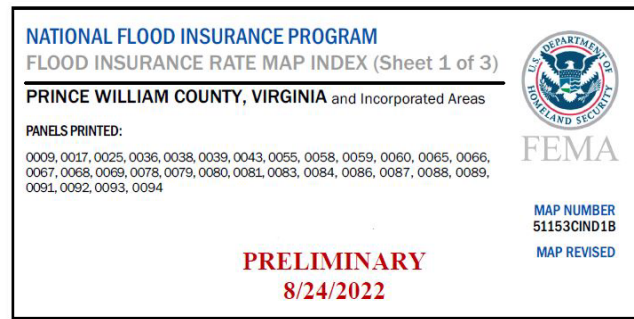 NATIONAL FLOOD INSURANCE PROGRAM
FLOOD INSURANCE RATE MAP INDEX (Sheet 1 of 3)
PRINCE WILLIAM COUNTY, VIRGINIA and Incorporated Areas
PANELS PRINTED:
0009, 0017, 0025, 0036, 0038, 0039, 0043, 0055, 0058, 0059, 0060, 0065, 0066,
0067, 0068, 0069, 0078, 0079, 0080, 0081, 0083, 0084, 0086, 0087, 0088, 0089,
0091, 0092, 0093, 0094
U.S. DEPARTMENT OF HOMELAND SECURITY
FEMA
MAP NUMBER
51153CIND1B
MAP REVISED
PRELIMINARY
8/24/2022